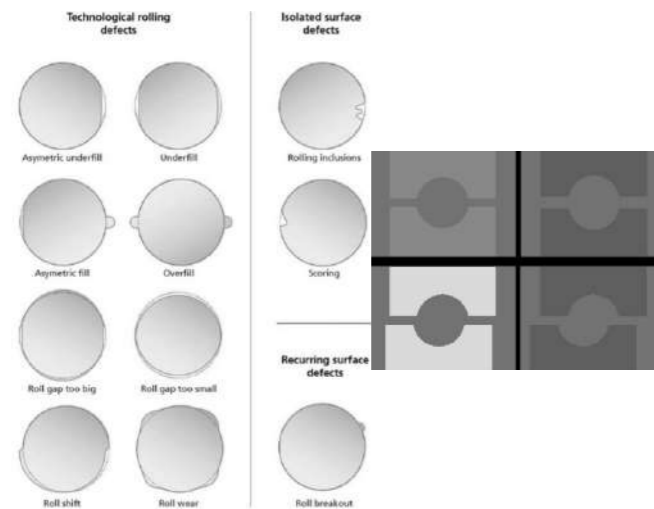 Technological rolling
defects
Asymetric underfill
Underfill
Asymetric fill
Overfill
Roll gap too big
Roll gap too small
Roll shift
Roll wear
Isolated surface
defects
Rolling inclusions
Scoring
Recurring surface
defects
Roll breakout